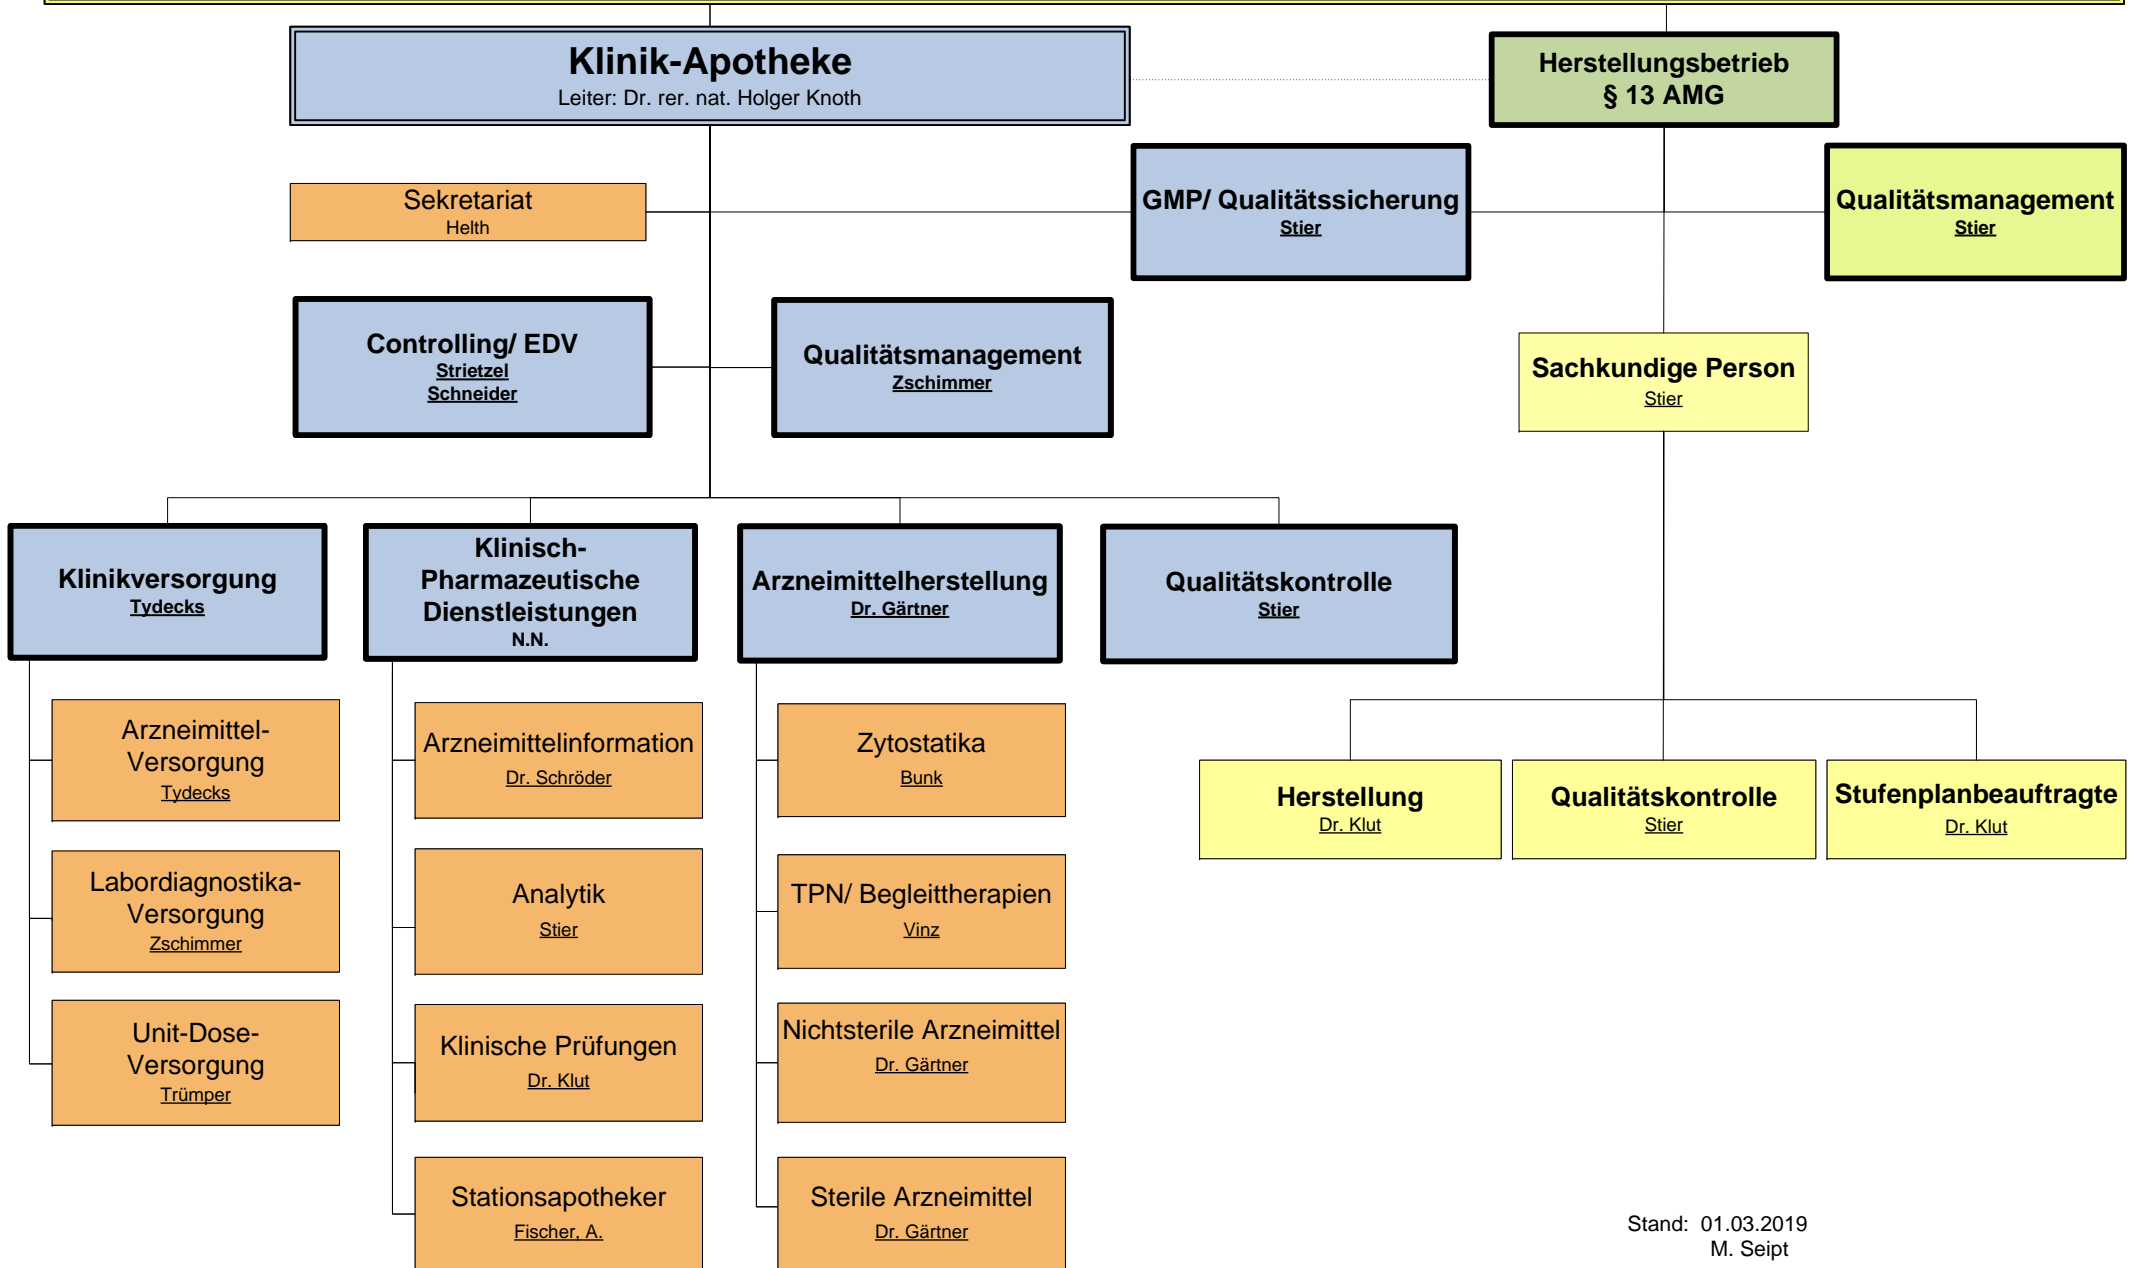 Klinik-Apotheke
Leiter: Dr. rer. nat. Holger Knoth
Herstellungsbetrieb
§ 13 AMG
Sekretariat
Helth
GMP/ Qualitätssicherung
Stier
Qualitätsmanagement
Stier
Controlling/ EDV
Strietzel
Schneider
Qualitätsmanagement
Zschimmer
Sachkundige Person
Stier
Klinikversorgung
Tydecks
Klinisch-
Pharmazeutische
Dienstleistungen
N.N.
Arzneimittelherstellung
Dr. Gärtner
Qualitätskontrolle
Stier
Arzneimittel-
Versorgung
Tydecks
Labordiagnostika-
Versorgung
Zschimmer
Unit-Dose-
Versorgung
Trümper
Arzneimittelinformation
Dr. Schröder
Analytik
Stier
Klinische Prüfungen
Dr. Klut
Stationsapotheker
Fischer, A.
Zytostatika
Bunk
TPN/ Begleittherapien
Vinz
Nichtsterile Arzneimittel
Dr. Gärtner
Sterile Arzneimittel
Dr. Gärtner
Herstellung
Dr. Klut
Qualitätskontrolle
Stier
Stufenplanbeauftragte
Dr. Klut
Stand: 01.03.2019
M. Seipt